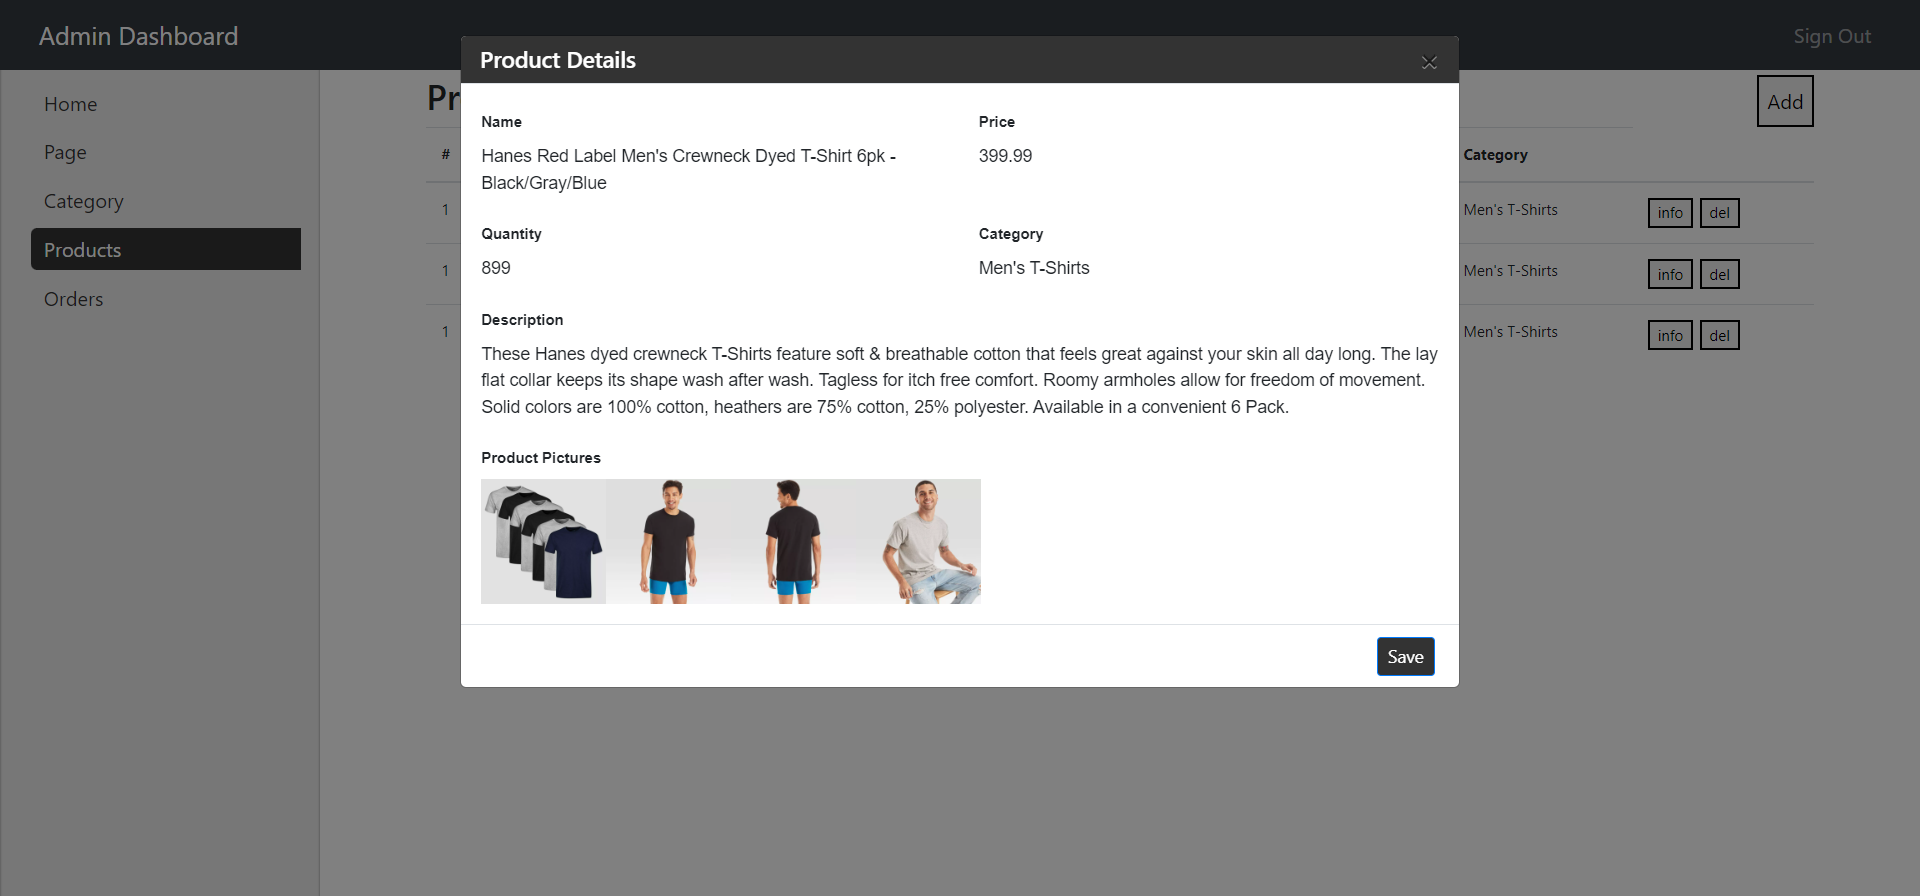 Admin Dashboard
Sign Out
Product Details
×
Home
Page
Category
Products
Orders
Pr
Add
#
Category
1
Men's T-Shirts
info
del
1
Men's T-Shirts
info
del
1
Men's T-Shirts
info
del
Name
Hanes Red Label Men's Crewneck Dyed T-Shirt 6pk -
Black/Gray/Blue
Price
399.99
Quantity
899
Category
Men's T-Shirts
Description
These Hanes dyed crewneck T-Shirts feature soft & breathable cotton that feels great against your skin all day long. The lay
flat collar keeps its shape wash after wash. Tagless for itch free comfort. Roomy armholes allow for freedom of movement.
Solid colors are 100% cotton, heathers are 75% cotton, 25% polyester. Available in a convenient 6 Pack.
Product Pictures
Save